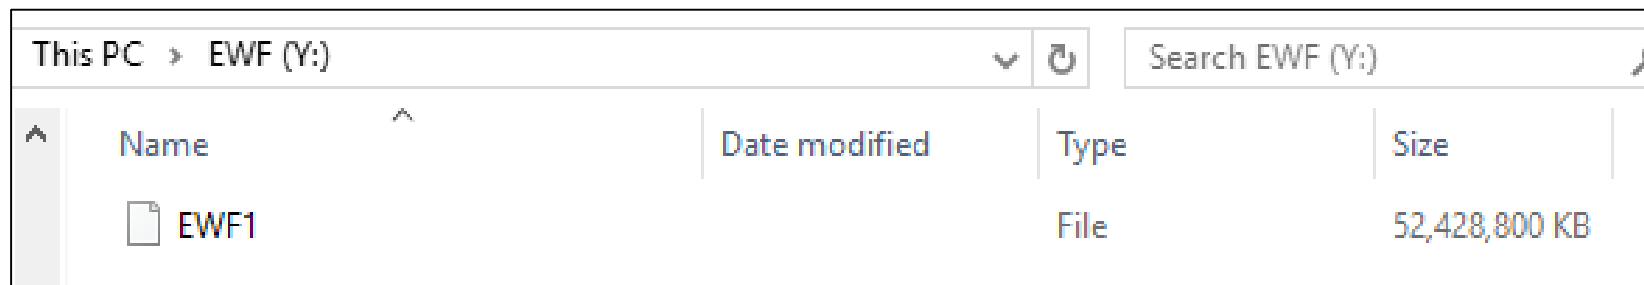 This PC > EWF (Y:) Search EWF (Y:)
Name Date modified Type Size
EWF1 File 52,428,800 KB